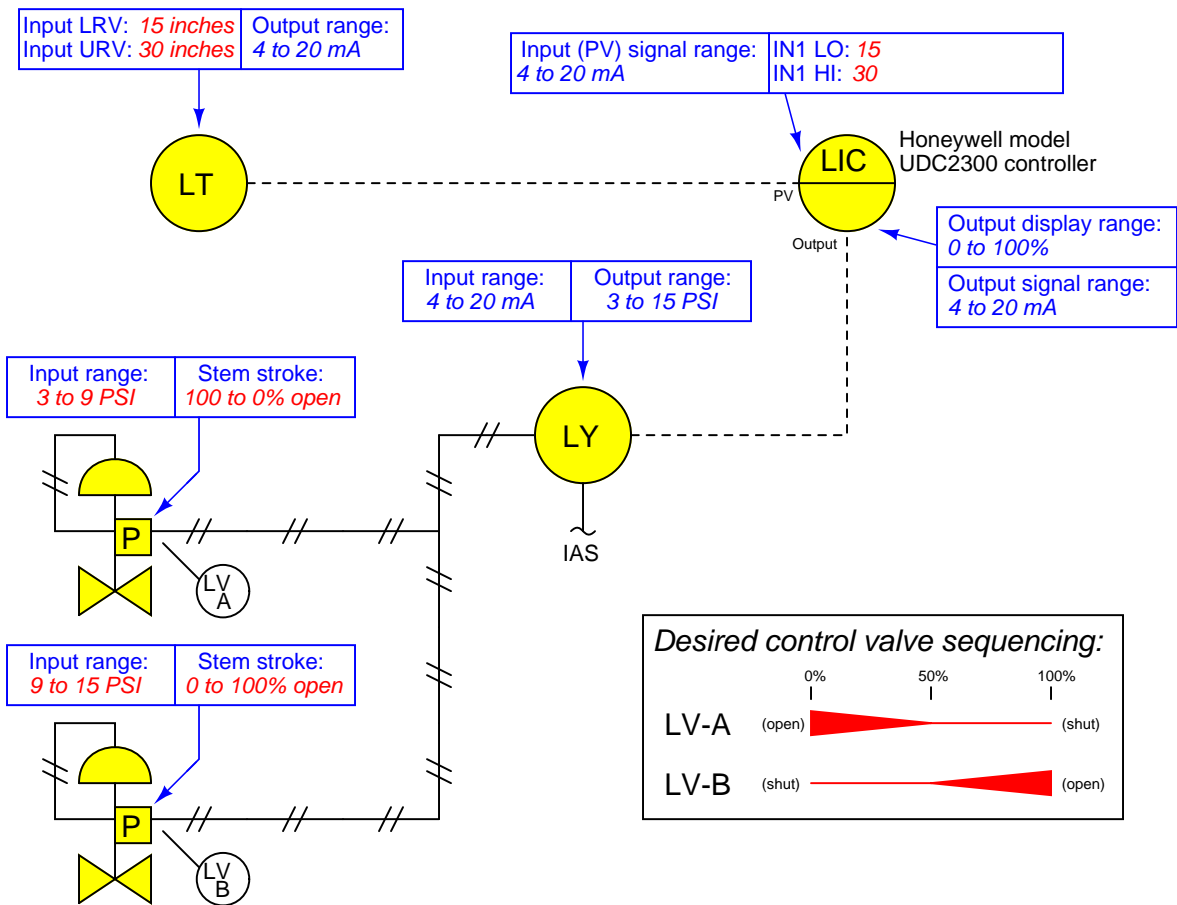 Input LRV: 15 inches
Input URV: 30 inches
Output range:
4 to 20 mA
Input (PV) signal range:
4 to 20 mA
IN1 LO: 15
IN1 HI: 30
LT
LIC
PV
Output
Honeywell model
UDC2300 controller
Output display range:
0 to 100%
Output signal range:
4 to 20 mA
Input range:
4 to 20 mA
Output range:
3 to 15 PSI
LY
IAS
Input range:
3 to 9 PSI
Stem stroke:
100 to 0% open
P
LV
A
Input range:
9 to 15 PSI
Stem stroke:
0 to 100% open
P
LV
B
Desired control valve sequencing:
0% 50% 100%
LV-A (open) (shut)
LV-B (shut) (open)